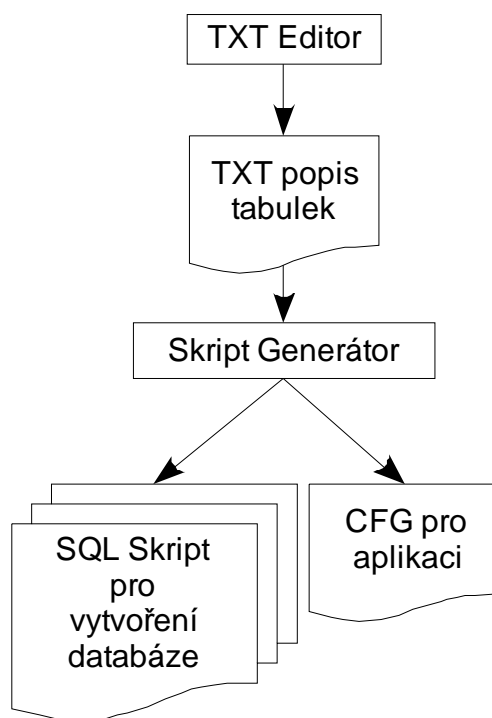 TXT Editor
TXT popis
tabulek
Skript Generátor
SQL Skript
pro
vytvoření
databáze
CFG pro
aplikaci